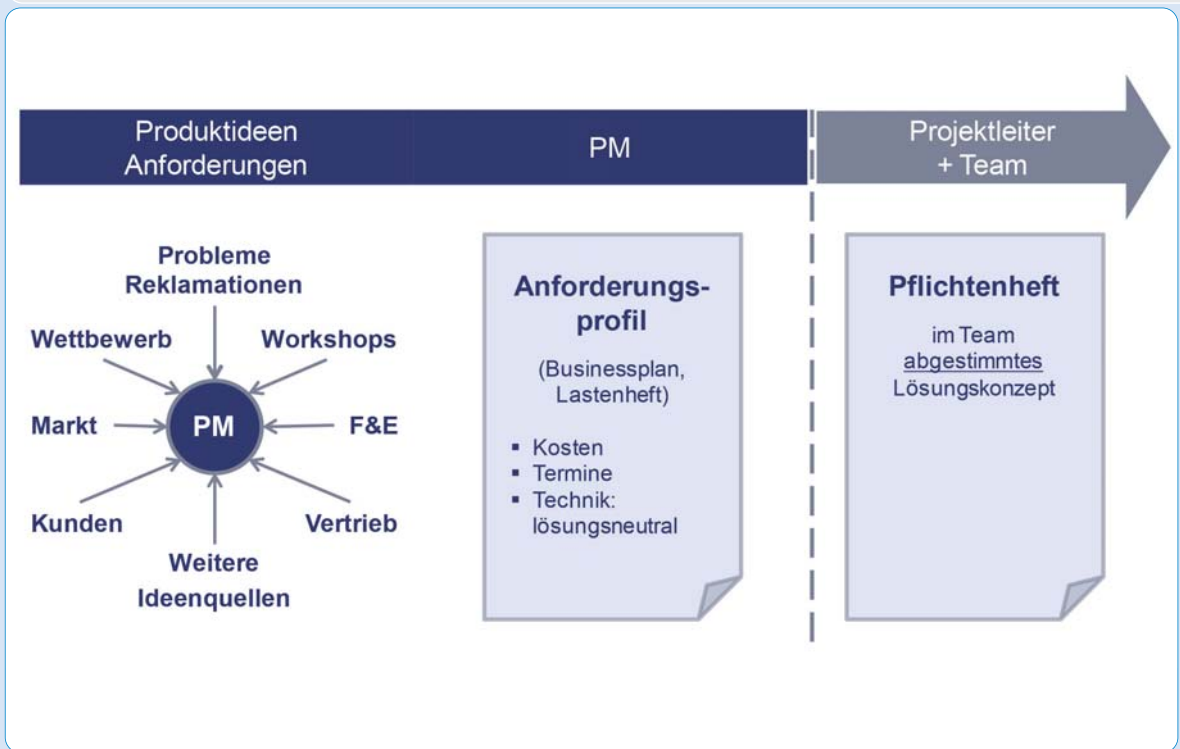 Produktideen
Anforderungen
PM
Projektleiter
+ Team
Probleme
Reklamationen
Wettbewerb
Workshops
Markt
PM
F&E
Kunden
Vertrieb
Weitere
Ideenquellen
Anforderungs-
profil
(Businessplan,
Lastenheft)
▪ Kosten
▪ Termine
▪ Technik:
lösungsneutral
Pflichtenheft
im Team
abgestimmtes
Lösungskonzept